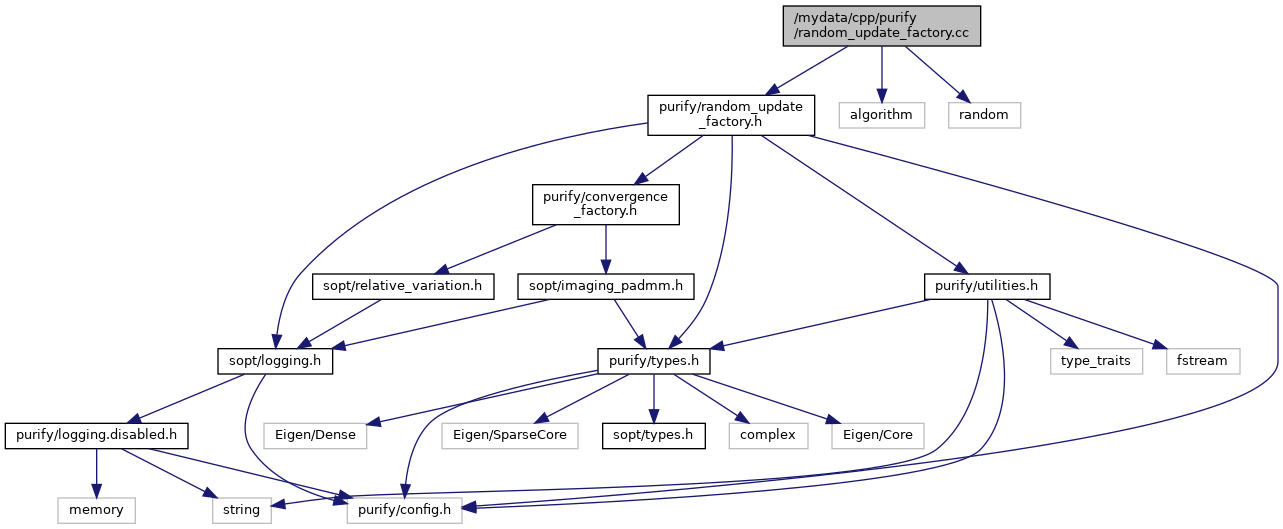 /mydata/cpp/purify
/random_update_factory.cc
purify/random_update
_factory.h
algorithm
random
purify/convergence
_factory.h
sopt/relative_variation.h
sopt/imaging_padmm.h
purify/utilities.h
sopt/logging.h
purify/types.h
type_traits
fstream
purify/logging.disabled.h
Eigen/Dense
Eigen/SparseCore
sopt/types.h
complex
Eigen/Core
memory
string
purify/config.h